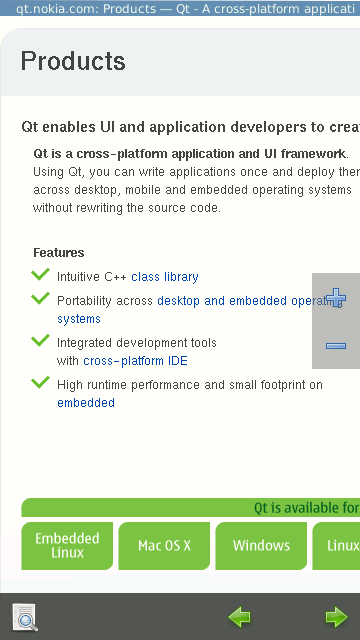 qt.nokia.com: Products — Qt - A cross-platform applicati
Products
Qt enables UI and application developers to crea
Qt is a cross-platform application and UI framework.
Using Qt, you can write applications once and deploy ther
across desktop, mobile and embedded operating systems
without rewriting the source code.
Features
Intuitive C++ class library
Portability across desktop and embedded operating
systems
Integrated development tools
with cross-platform IDE
High runtime performance and small footprint on
embedded
Qt is available for
Embedded
Linux
Mac OS X
Windows
Linux